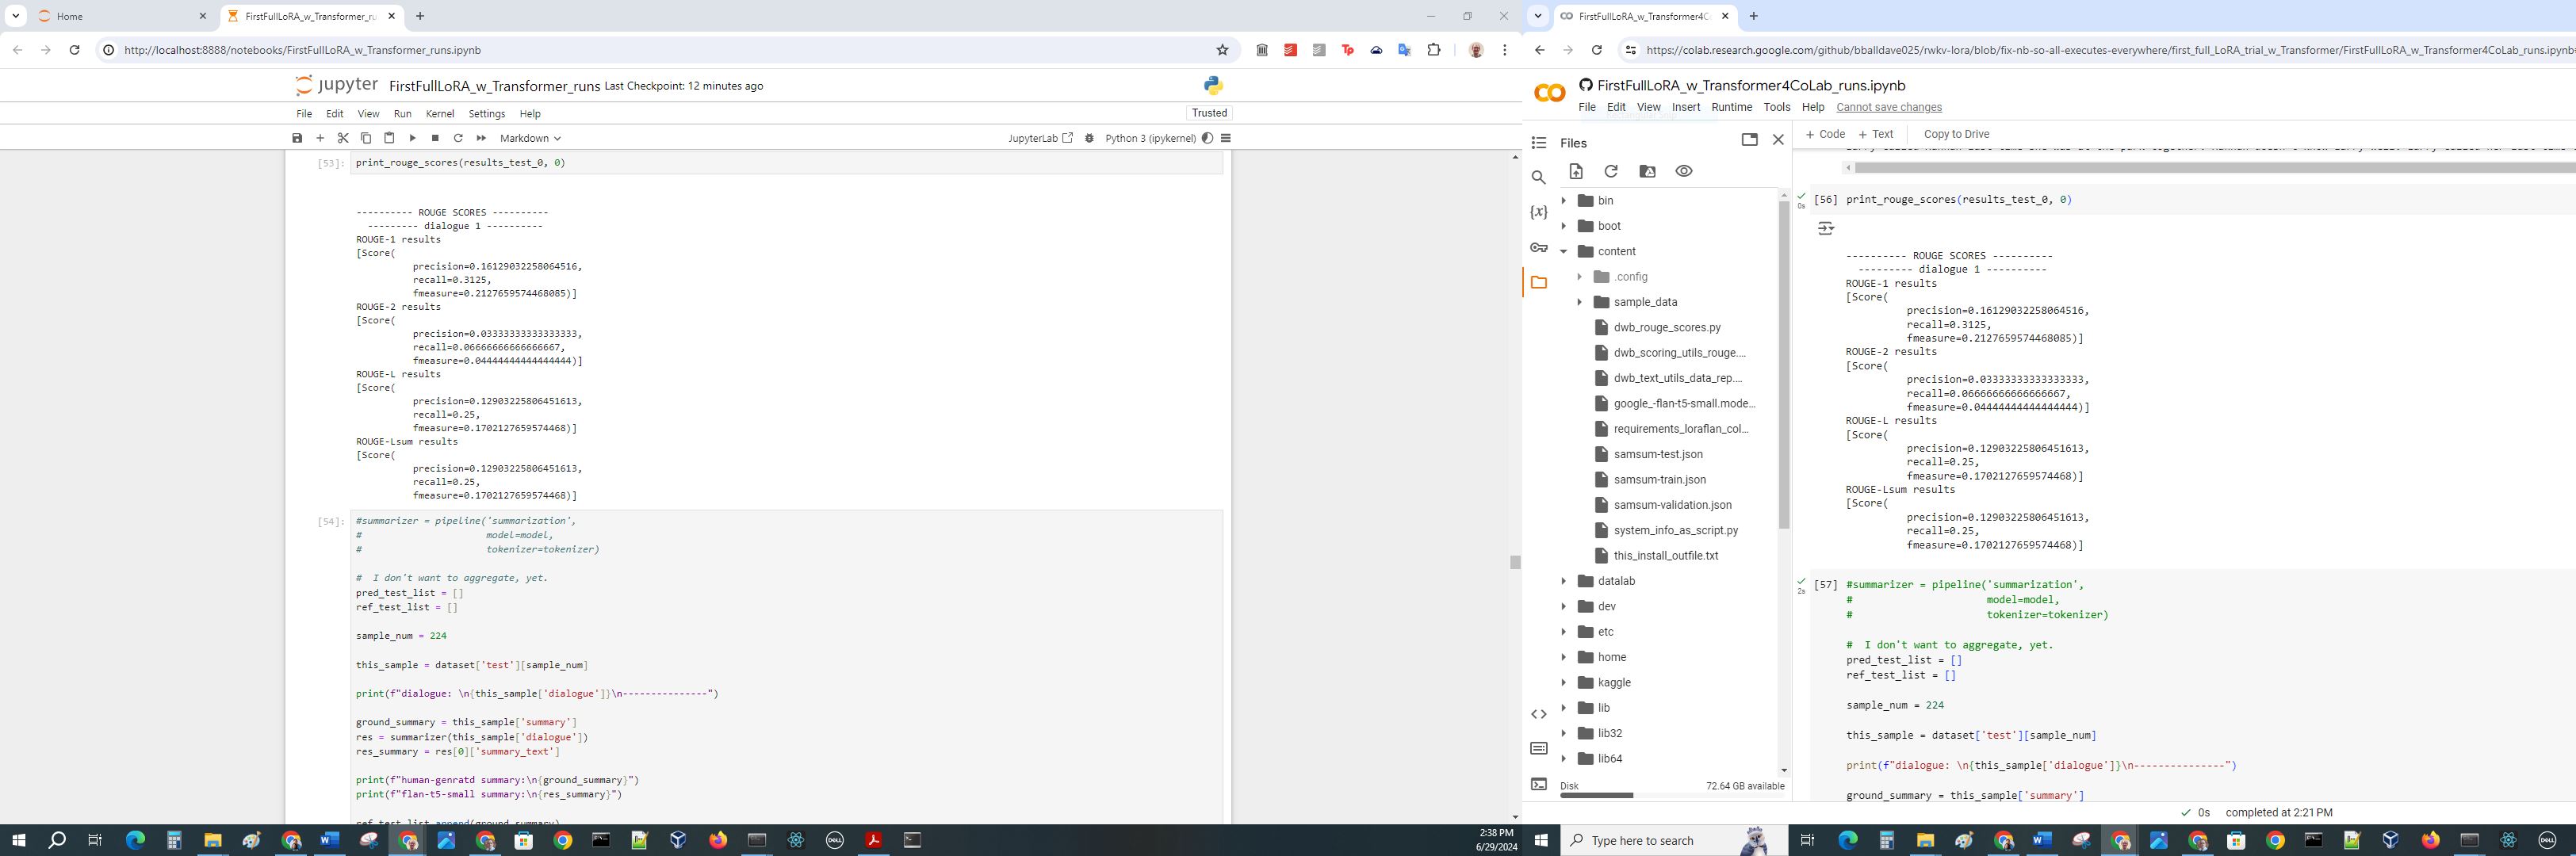 Home
FirstFullLoRA_w_Transformer_ru
http://localhost:8888/notebooks/FirstFullLoRA_w_Transformer_runs.ipynb
jupyter FirstFullLoRA_w_Transformer_runs Last Checkpoint: 12 minutes ago
File Edit View Run Kernel Settings Help
Trusted
Markdown
JupyterLab
Python 3 (ipykernel)
[53]: print_rouge_scores(results_test_0, 0)
---------- ROUGE SCORES ----------
--------- dialogue 1 ----------
ROUGE-1 results
[Score(
precision=0.16129032258064516,
recall=0.3125,
fmeasure=0.2127659574468085)]
ROUGE-2 results
[Score(
precision=0.03333333333333333,
recall=0.06666666666666667,
fmeasure=0.04444444444444444)]
ROUGE-L results
[Score(
precision=0.12903225806451613,
recall=0.25,
fmeasure=0.1702127659574468)]
ROUGE-Lsum results
[Score(
precision=0.12903225806451613,
recall=0.25,
fmeasure=0.1702127659574468)]
[54]: #summarizer = pipeline('summarization',
# model=model,
# tokenizer=tokenizer)
# I don't want to aggregate, yet.
pred_test_list = []
ref_test_list = []
sample_num = 224
this_sample = dataset['test'][sample_num]
print(f"dialogue: \n{this_sample['dialogue']}\n---------------")
ground_summary = this_sample['summary']
res = summarizer(this_sample['dialogue'])
res_summary = res[0]['summary_text']
print(f"human-genratd summary:\n{ground_summary}")
print(f"flan-t5-small summary:\n{res_summary}")
ref_test_list.append(ground_summary)
2:38 PM
6/29/2024
FirstFullLoRA_w_Transformer4C
https://colab.research.google.com/github/bballdave025/rwkv-lora/blob/fix-nb-so-all-executes-everywhere/first_full_LoRA_trial_w_Transformer/FirstFullLoRA_w_Transformer4CoLab_runs.ipynb
FirstFullLoRA_w_Transformer4CoLab_runs.ipynb
File Edit View Insert Runtime Tools Help Cannot save changes
+ Code + Text Copy to Drive
Files
{x}
bin
boot
content
.config
sample_data
dwb_rouge_scores.py
dwb_scoring_utils_rouge....
dwb_text_utils_data_rep....
google_-flan-t5-small.mode...
requirements_loraflan_col...
samsum-test.json
samsum-train.json
samsum-validation.json
system_info_as_script.py
this_install_outfile.txt
datalab
dev
etc
home
kaggle
lib
lib32
lib64
Disk 72.64 GB available
0s
[56] print_rouge_scores(results_test_0, 0)
---------- ROUGE SCORES ----------
--------- dialogue 1 ----------
ROUGE-1 results
[Score(
precision=0.16129032258064516,
recall=0.3125,
fmeasure=0.2127659574468085)]
ROUGE-2 results
[Score(
precision=0.03333333333333333,
recall=0.06666666666666667,
fmeasure=0.04444444444444444)]
ROUGE-L results
[Score(
precision=0.12903225806451613,
recall=0.25,
fmeasure=0.1702127659574468)]
ROUGE-Lsum results
[Score(
precision=0.12903225806451613,
recall=0.25,
fmeasure=0.1702127659574468)]
2s
[57] #summarizer = pipeline('summarization',
# model=model,
# tokenizer=tokenizer)
# I don't want to aggregate, yet.
pred_test_list = []
ref_test_list = []
sample_num = 224
this_sample = dataset['test'][sample_num]
print(f"dialogue: \n{this_sample['dialogue']}\n---------------")
ground_summary = this_sample['summary']
0s completed at 2:21 PM
Type here to search